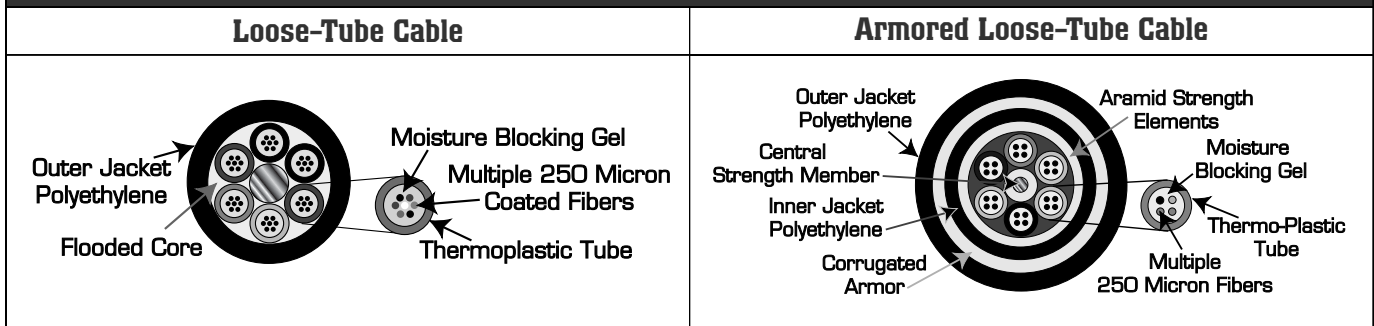 Loose-Tube Cable
Outer Jacket
Polyethylene
Flooded Core
Moisture Blocking Gel
Multiple 250 Micron
Coated Fibers
Thermoplastic Tube
Armored Loose-Tube Cable
Outer Jacket
Polyethylene
Central
Strength Member
Inner Jacket
Polyethylene
Corrugated
Armor
Aramid Strength
Elements
Moisture
Blocking Gel
Thermo-Plastic
Tube
Multiple
250 Micron Fibers